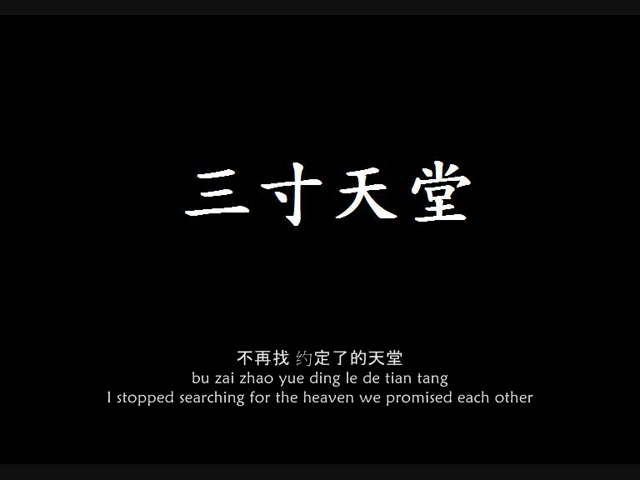 三寸天堂
不再找 约定了的天堂
bu zai zhao yue ding le de tian tang
I stopped searching for the heaven we promised each other